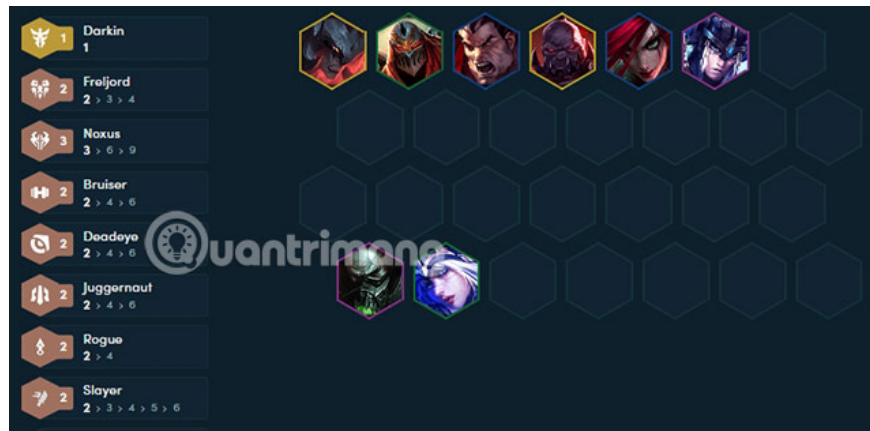 1 Darkin
1
2 Freljord
2 > 3 > 4
3 Noxus
3 > 6 > 9
2 Bruiser
2 > 4 > 6
2 Deadeye
2 > 4 > 6
Quantrimang
2 Juggernaut
2 > 4 > 6
2 Rogue
2 > 4
2 Slayer
2 > 3 > 4 > 5 > 6